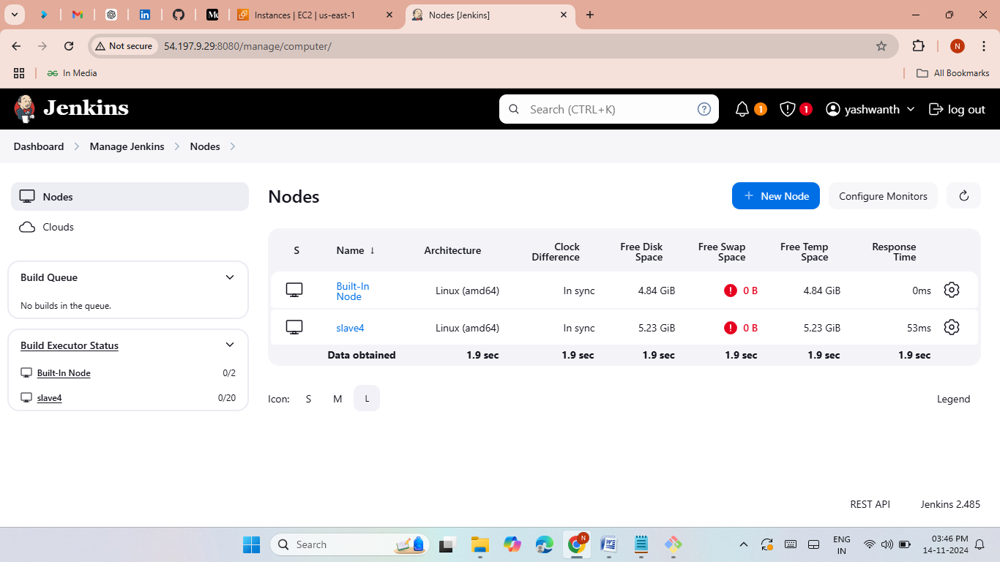 Instances | EC2 | us-east-1
Nodes [Jenkins]
Not secure
54.197.9.29:8080/manage/computer/
N
In Media
All Bookmarks
Jenkins
Search (CTRL+K)
1
1
yashwanth
log out
Dashboard
Manage Jenkins
Nodes
Nodes
Clouds
Build Queue
No builds in the queue.
Build Executor Status
Built-In Node 0/2
slave4 0/20
Nodes
New Node
Configure Monitors
S
Name ↓
Architecture
Clock
Difference
Free Disk
Space
Free Swap
Space
Free Temp
Space
Response
Time
Built-In
Node
Linux (amd64) In sync 4.84 GiB 0 B 4.84 GiB 0ms
slave4 Linux (amd64) In sync 5.23 GiB 0 B 5.23 GiB 53ms
Data obtained 1.9 sec 1.9 sec 1.9 sec 1.9 sec 1.9 sec 1.9 sec
Icon: S M L
Legend
REST API
Jenkins 2.485
Search
N
ENG
IN
03:46 PM
14-11-2024